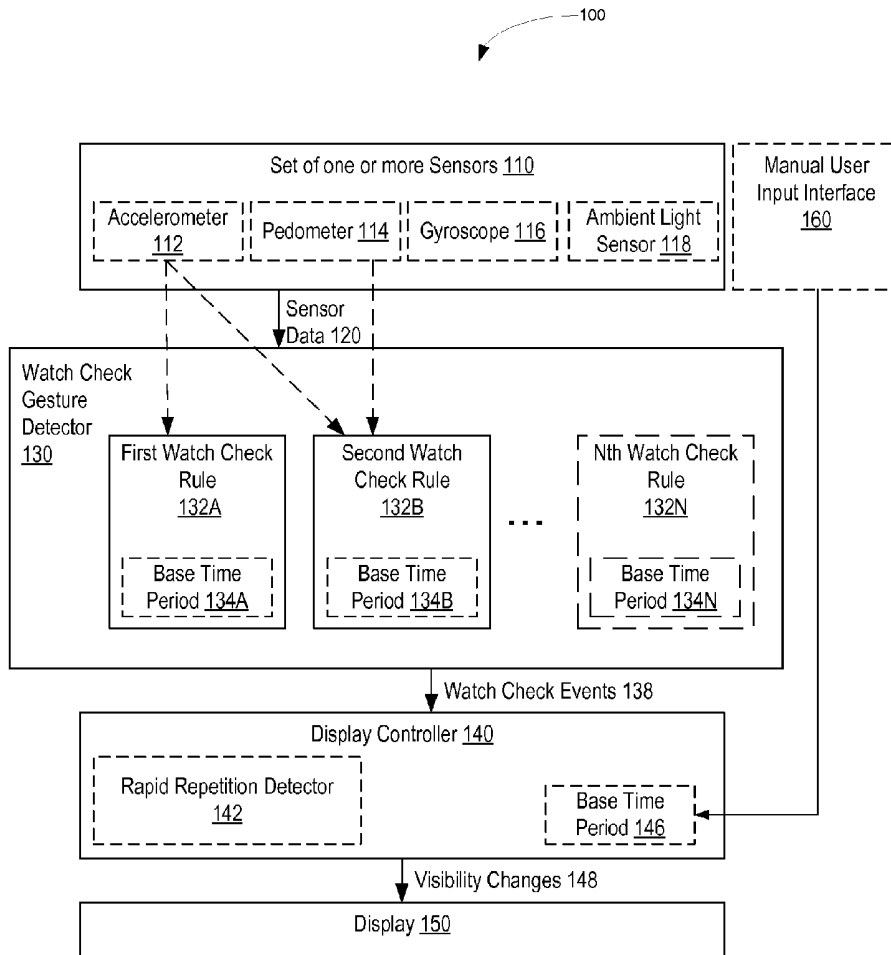 100
Set of one or more Sensors 110
Manual User
Input Interface
160
Accelerometer
112
Pedometer 114
Gyroscope 116
Ambient Light
Sensor 118
Sensor
Data 120
Watch Check
Gesture
Detector
130
First Watch Check
Rule
132A
Second Watch
Check Rule
132B
...
Nth Watch Check
Rule
132N
Base Time
Period 134A
Base Time
Period 134B
Base Time
Period 134N
Watch Check Events 138
Display Controller 140
Rapid Repetition Detector
142
Base Time
Period 146
Visibility Changes 148
Display 150